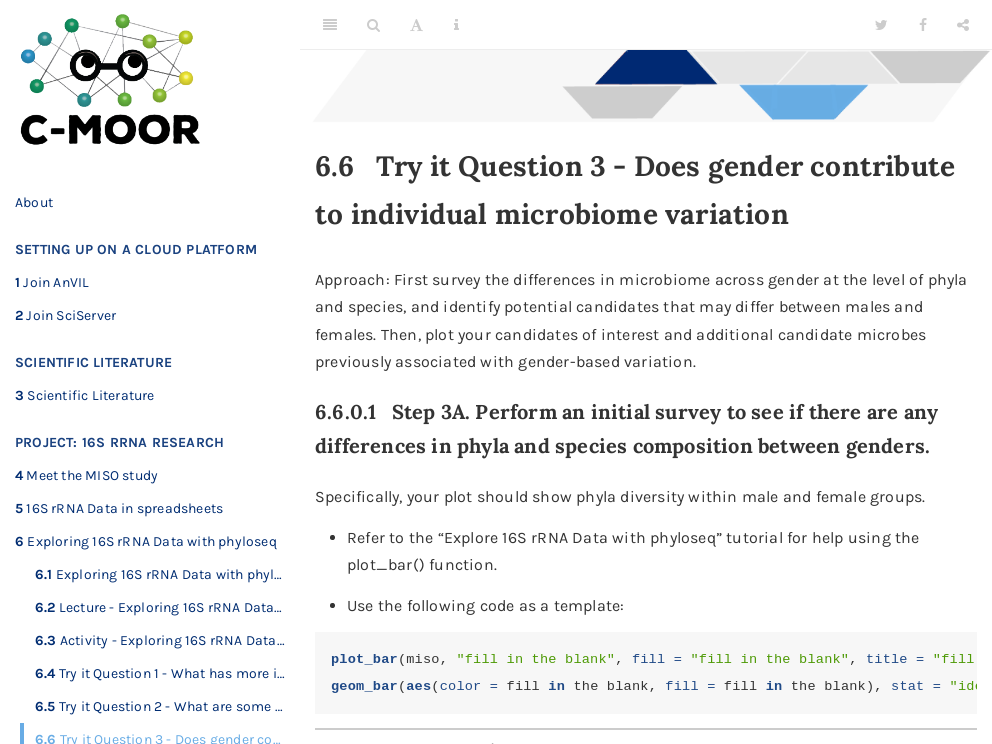 C-MOOR
About
SETTING UP ON A CLOUD PLATFORM
1 Join AnVIL
2 Join SciServer
SCIENTIFIC LITERATURE
3 Scientific Literature
PROJECT: 16S RRNA RESEARCH
4 Meet the MISO study
5 16S rRNA Data in spreadsheets
6 Exploring 16S rRNA Data with phyloseq
6.1 Exploring 16S rRNA Data with phyl…
6.2 Lecture - Exploring 16S rRNA Data…
6.3 Activity - Exploring 16S rRNA Data…
6.4 Try it Question 1 - What has more i…
6.5 Try it Question 2 - What are some …
6.6 Try it Question 3 - Does gender co…
6.6 Try it Question 3 - Does gender contribute
to individual microbiome variation
Approach: First survey the differences in microbiome across gender at the level of phyla
and species, and identify potential candidates that may differ between males and
females. Then, plot your candidates of interest and additional candidate microbes
previously associated with gender-based variation.
6.6.0.1 Step 3A. Perform an initial survey to see if there are any
differences in phyla and species composition between genders.
Specifically, your plot should show phyla diversity within male and female groups.
• Refer to the “Explore 16S rRNA Data with phyloseq” tutorial for help using the
plot_bar() function.
• Use the following code as a template:
plot_bar(miso, "fill in the blank", fill = "fill in the blank", title = "fill
geom_bar(aes(color = fill in the blank, fill = fill in the blank), stat = "ide